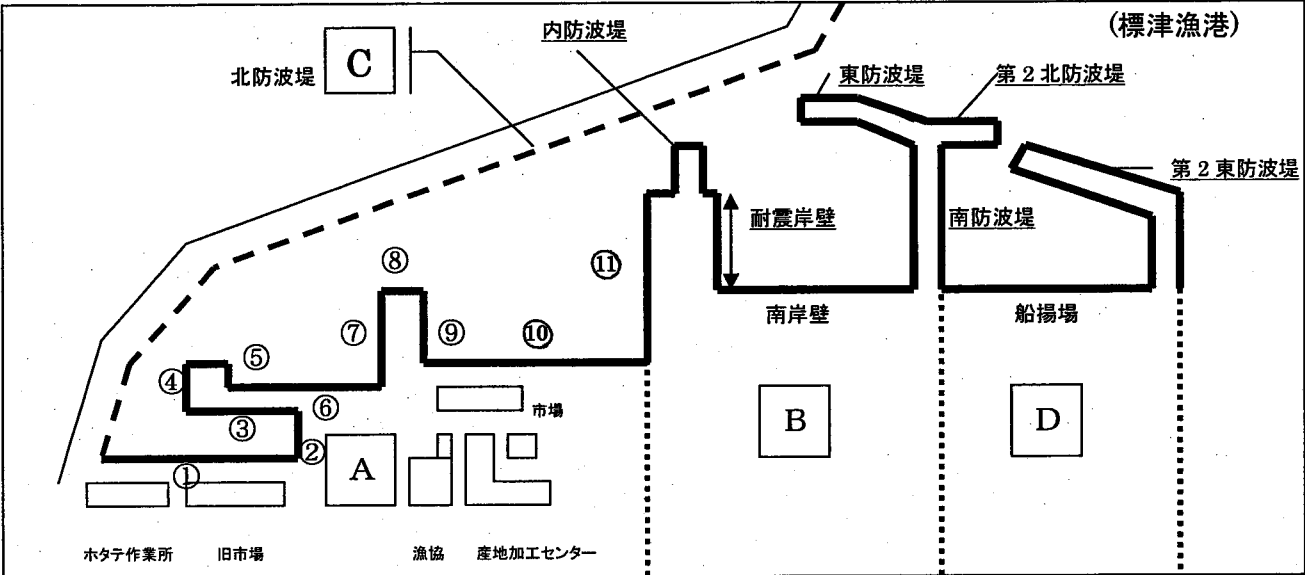 (標津漁港)
内防波堤
C
北防波堤
東防波堤
第2北防波堤
第2東防波堤
耐震岸壁
南防波堤
⑧
⑪
南岸壁
船揚場
⑦
⑨
⑩
⑤
④
⑥
市場
③
B
D
②
A
①
ホタテ作業所
旧市場
漁協
産地加工センター